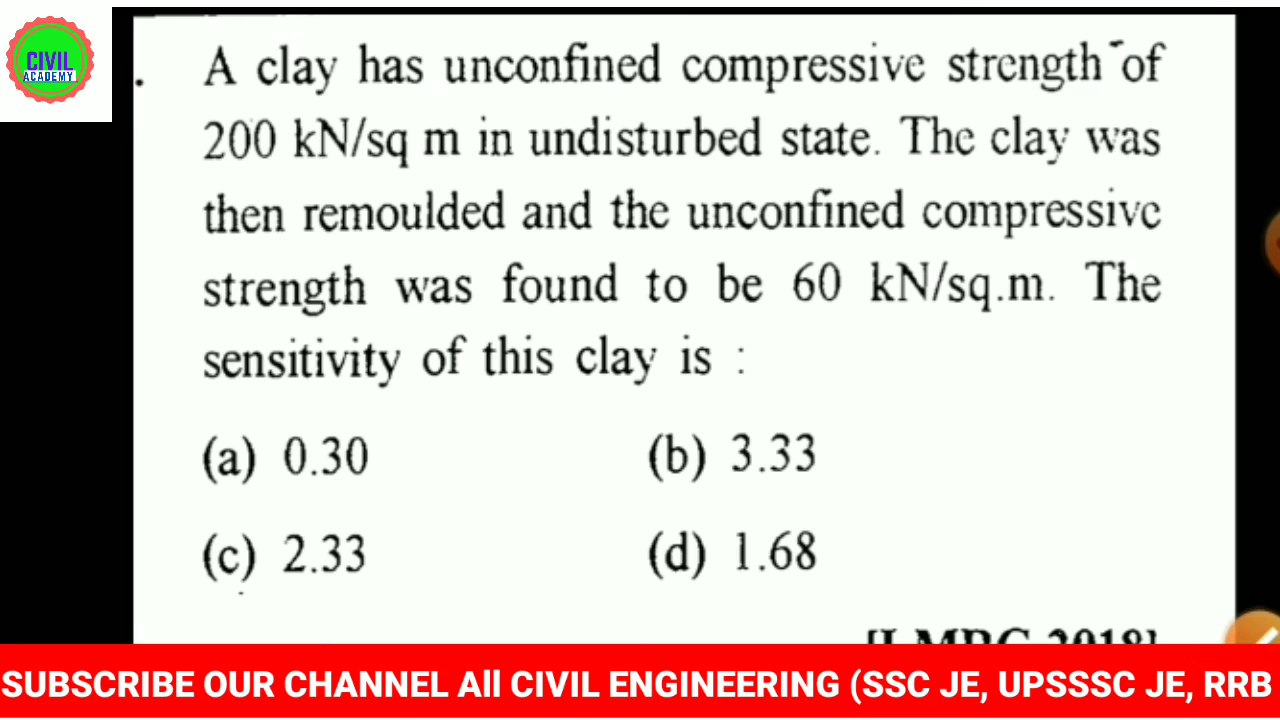 CIVIL
ACADEMY
. A clay has unconfined compressive strength of
200 kN/sq m in undisturbed state. The clay was
then remoulded and the unconfined compressive
strength was found to be 60 kN/sq.m. The
sensitivity of this clay is :
(a) 0.30 (b) 3.33
(c) 2.33 (d) 1.68
SUBSCRIBE OUR CHANNEL All CIVIL ENGINEERING (SSC JE, UPSSSC JE, RRB